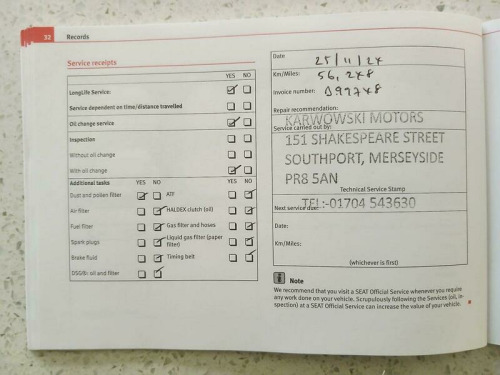 32 Records
Service receipts
YES NO
LongLife Service:
Service dependent on time/distance travelled
Oil change service
Inspection
Without oil change
With oil change
Additional tasks YES NO YES NO
Dust and pollen filter ATF
Air filter HALDEX clutch (oil)
Fuel filter Gas filter and hoses
Spark plugs Liquid gas filter (paper
filter)
Brake fluid Timing belt
DSG®: oil and filter
Date 25/11/24
Km/Miles: 56,248
Invoice number:
Repair recommendation:
KARWOWSKI MOTORS
Service carried out by:
151 SHAKESPEARE STREET
SOUTHPORT, MERSEYSIDE
PR8 5AN
Technical Service Stamp
TEL:-01704 543630
Next service due:
Date:
Km/Miles:
(whichever is first)
Note
We recommend that you visit a SEAT Official Service whenever you require
any work done on your vehicle. Scrupulously following the Services (oil, in-
spection) at a SEAT Official Service can increase the value of your vehicle.